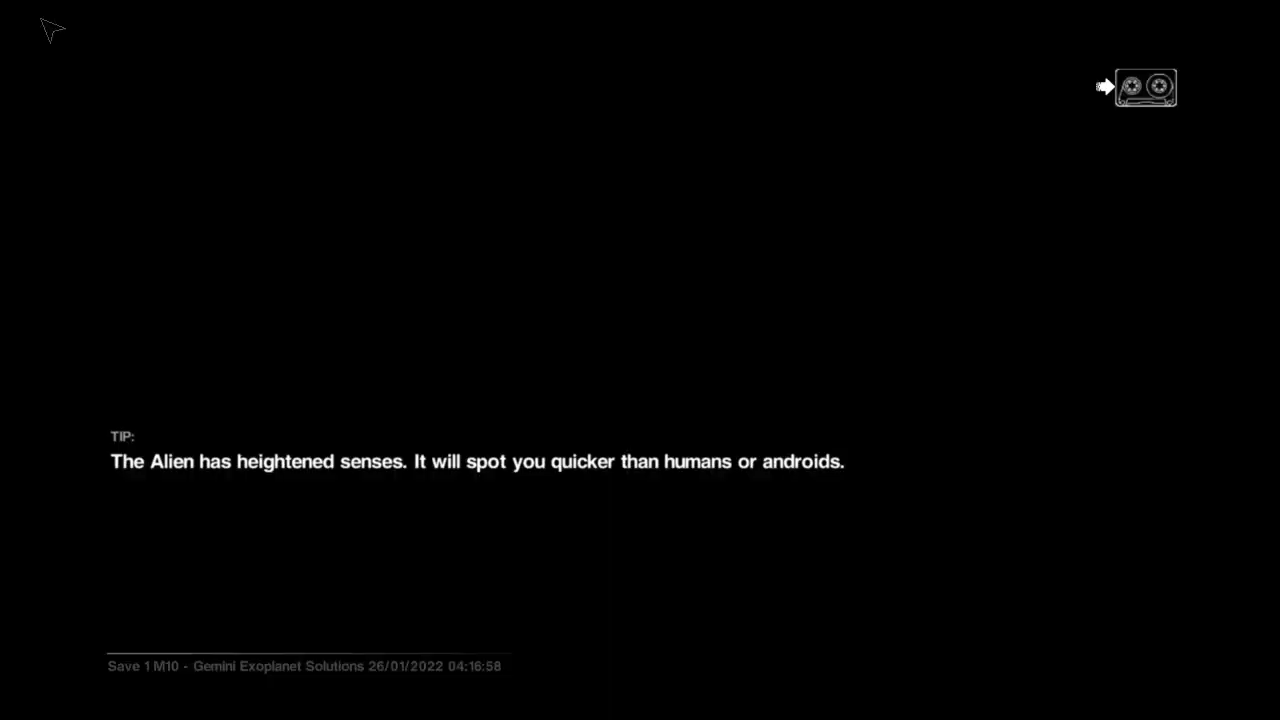 TIP:
The Alien has heightened senses. It will spot you quicker than humans or androids.
Save 1 M10 - Gemini Exoplanet Solutions 26/01/2022 04:16:58